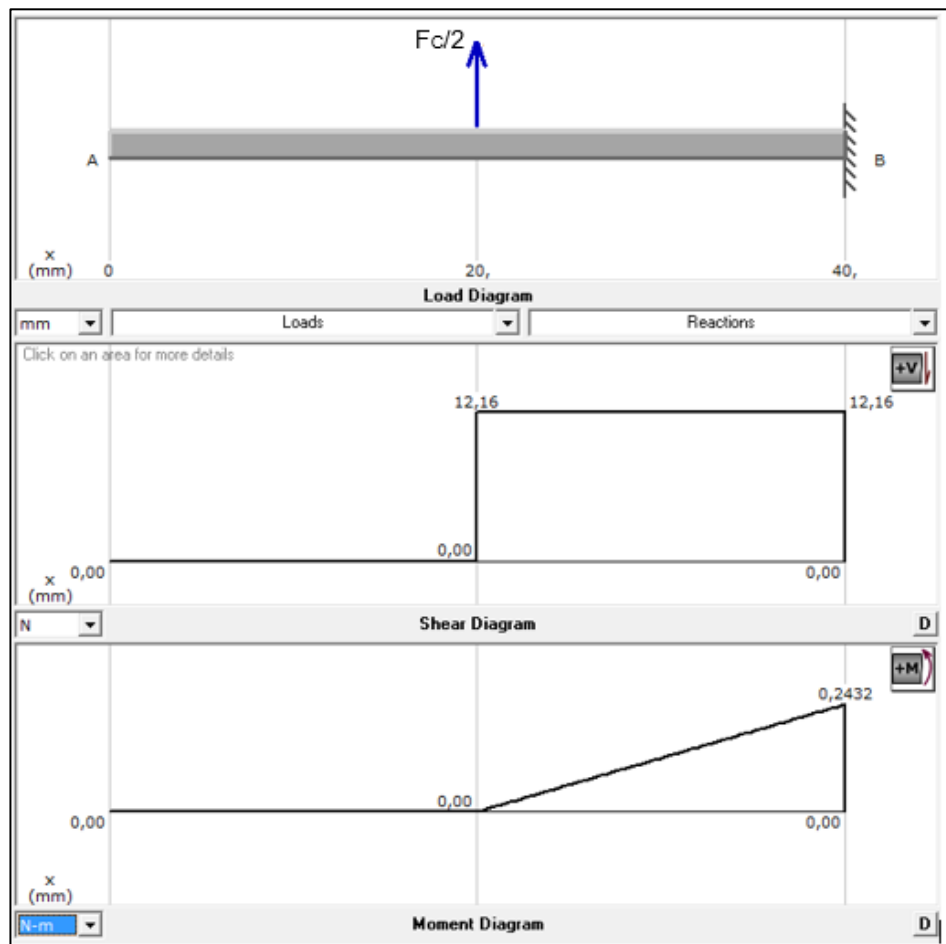 Fc/2
A B
x
(mm) 0 20, 40,
Load Diagram
mm Loads Reactions
Click on an area for more details
+V
12,16 12,16
0,00
x 0,00 0,00
(mm)
N Shear Diagram D
+M
0,2432
0,00
0,00 0,00
x
(mm)
N-m Moment Diagram D